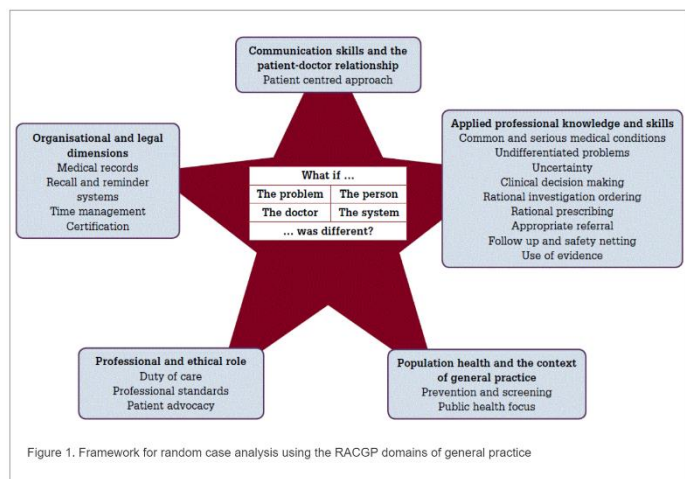 Communication skills and the
patient-doctor relationship
Patient centred approach
Organisational and legal
dimensions
Medical records
Recall and reminder
systems
Time management
Certification
Applied professional knowledge and skills
Common and serious medical conditions
Undifferentiated problems
Uncertainty
Clinical decision making
Rational investigation ordering
Rational prescribing
Appropriate referral
Follow up and safety netting
Use of evidence
What if ...
The problem The person
The doctor The system
... was different?
Professional and ethical role
Duty of care
Professional standards
Patient advocacy
Population health and the context
of general practice
Prevention and screening
Public health focus
Figure 1. Framework for random case analysis using the RACGP domains of general practice